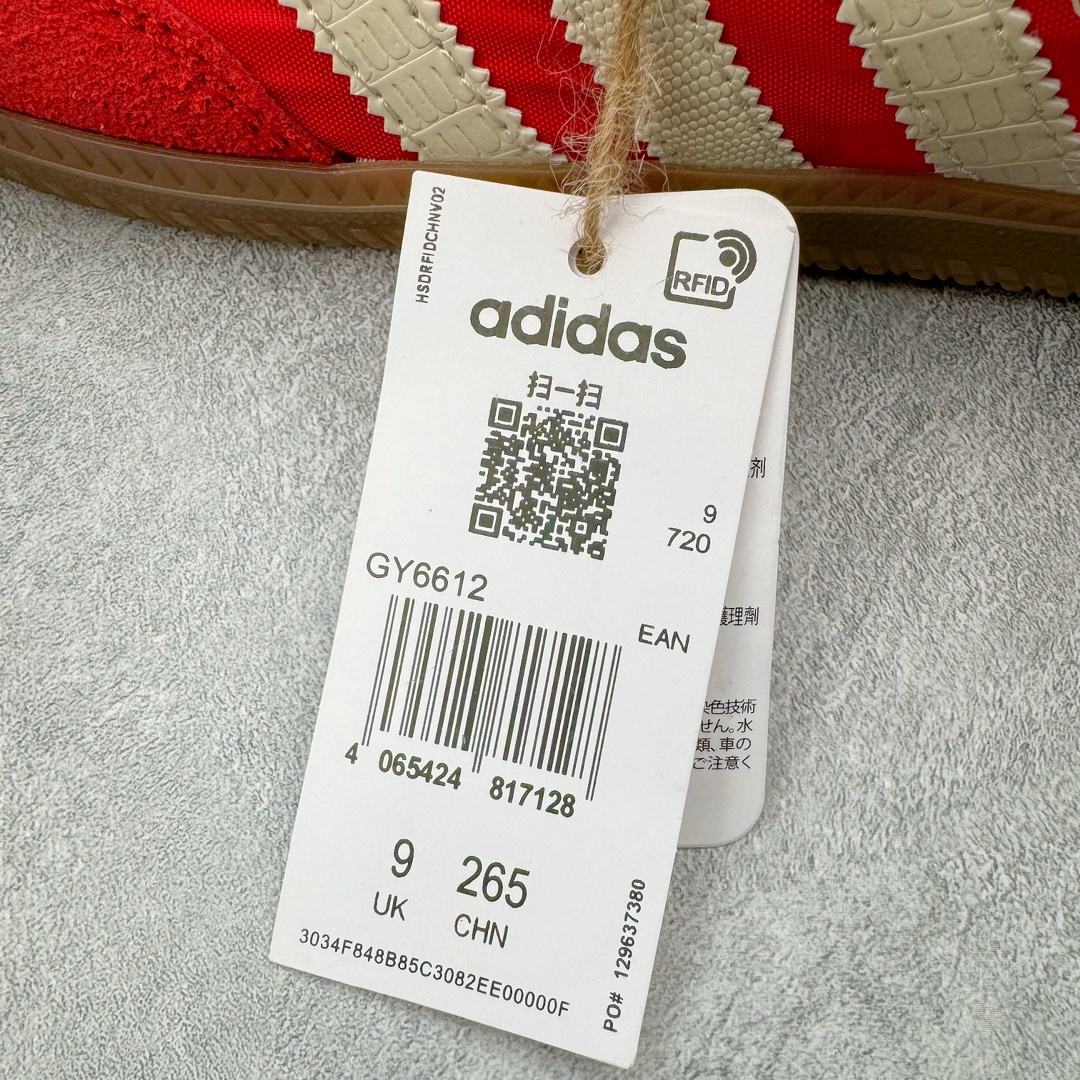 HSDRFIDCHNV02
RFID
adidas
扫一扫
9
720
GY6612
EAN
4 065424 817128
9 265
UK CHN
3034F848B85C3082EE00000F
PO# 129637380
剤
護理劑
染色技術
せん。水
類、車の
ご注意く